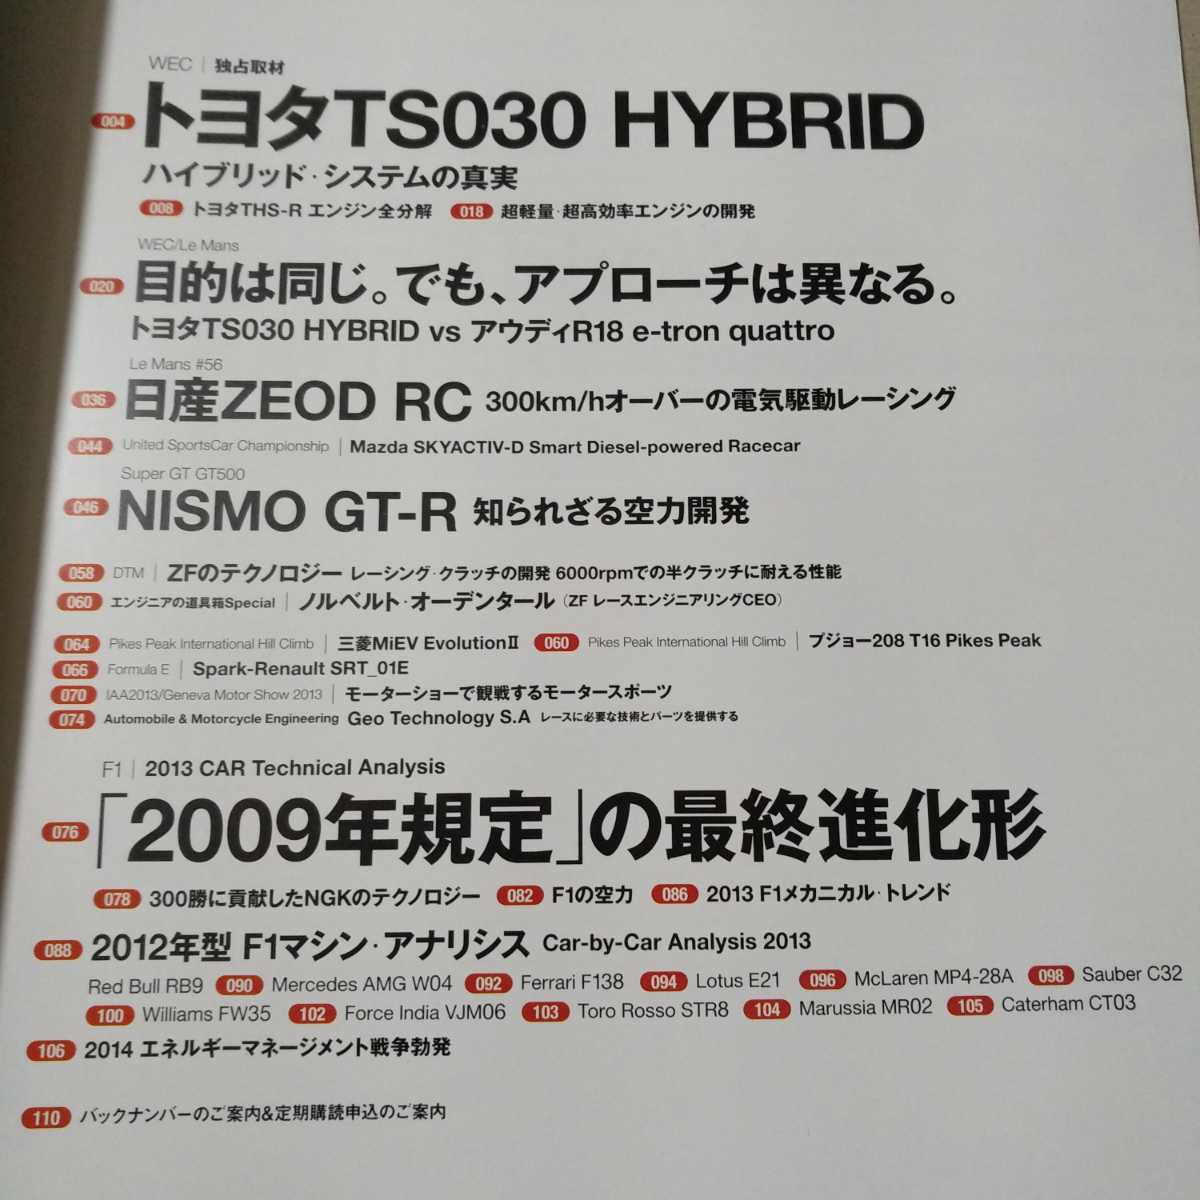 WEC | 独占取材
004 トヨタTS030 HYBRID
ハイブリッド・システムの真実
008 トヨタTHS-R エンジン全分解 018 超軽量・超高効率エンジンの開発
WEC/Le Mans
020 目的は同じ。でも、アプローチは異なる。
トヨタTS030 HYBRID vs アウディR18 e-tron quattro
Le Mans #56
036 日産ZEOD RC 300km/hオーバーの電気駆動レーシング
044 United SportsCar Championship | Mazda SKYACTIV-D Smart Diesel-powered Racecar
Super GT GT500
046 NISMO GT-R 知られざる空力開発
058 DTM | ZFのテクノロジー レーシング・クラッチの開発 6000rpmでの半クラッチに耐える性能
060 エンジニアの道具箱Special | ノルベルト・オーデンタール (ZF レースエンジニアリングCEO)
064 Pikes Peak International Hill Climb | 三菱MiEV EvolutionⅡ 060 Pikes Peak International Hill Climb | プジョー208 T16 Pikes Peak
066 Formula E | Spark-Renault SRT_01E
070 IAA2013/Geneva Motor Show 2013 | モーターショーで観戦するモータースポーツ
074 Automobile & Motorcycle Engineering Geo Technology S.A レースに必要な技術とパーツを提供する
F1 | 2013 CAR Technical Analysis
076 「2009年規定」の最終進化形
078 300勝に貢献したNGKのテクノロジー 082 F1の空力 086 2013 F1メカニカル・トレンド
088 2012年型 F1マシン・アナリシス Car-by-Car Analysis 2013
Red Bull RB9 090 Mercedes AMG W04 092 Ferrari F138 094 Lotus E21 096 McLaren MP4-28A 098 Sauber C32
100 Williams FW35 102 Force India VJM06 103 Toro Rosso STR8 104 Marussia MR02 105 Caterham CT03
106 2014 エネルギーマネージメント戦争勃発
110 バックナンバーのご案内&定期購読申込のご案内